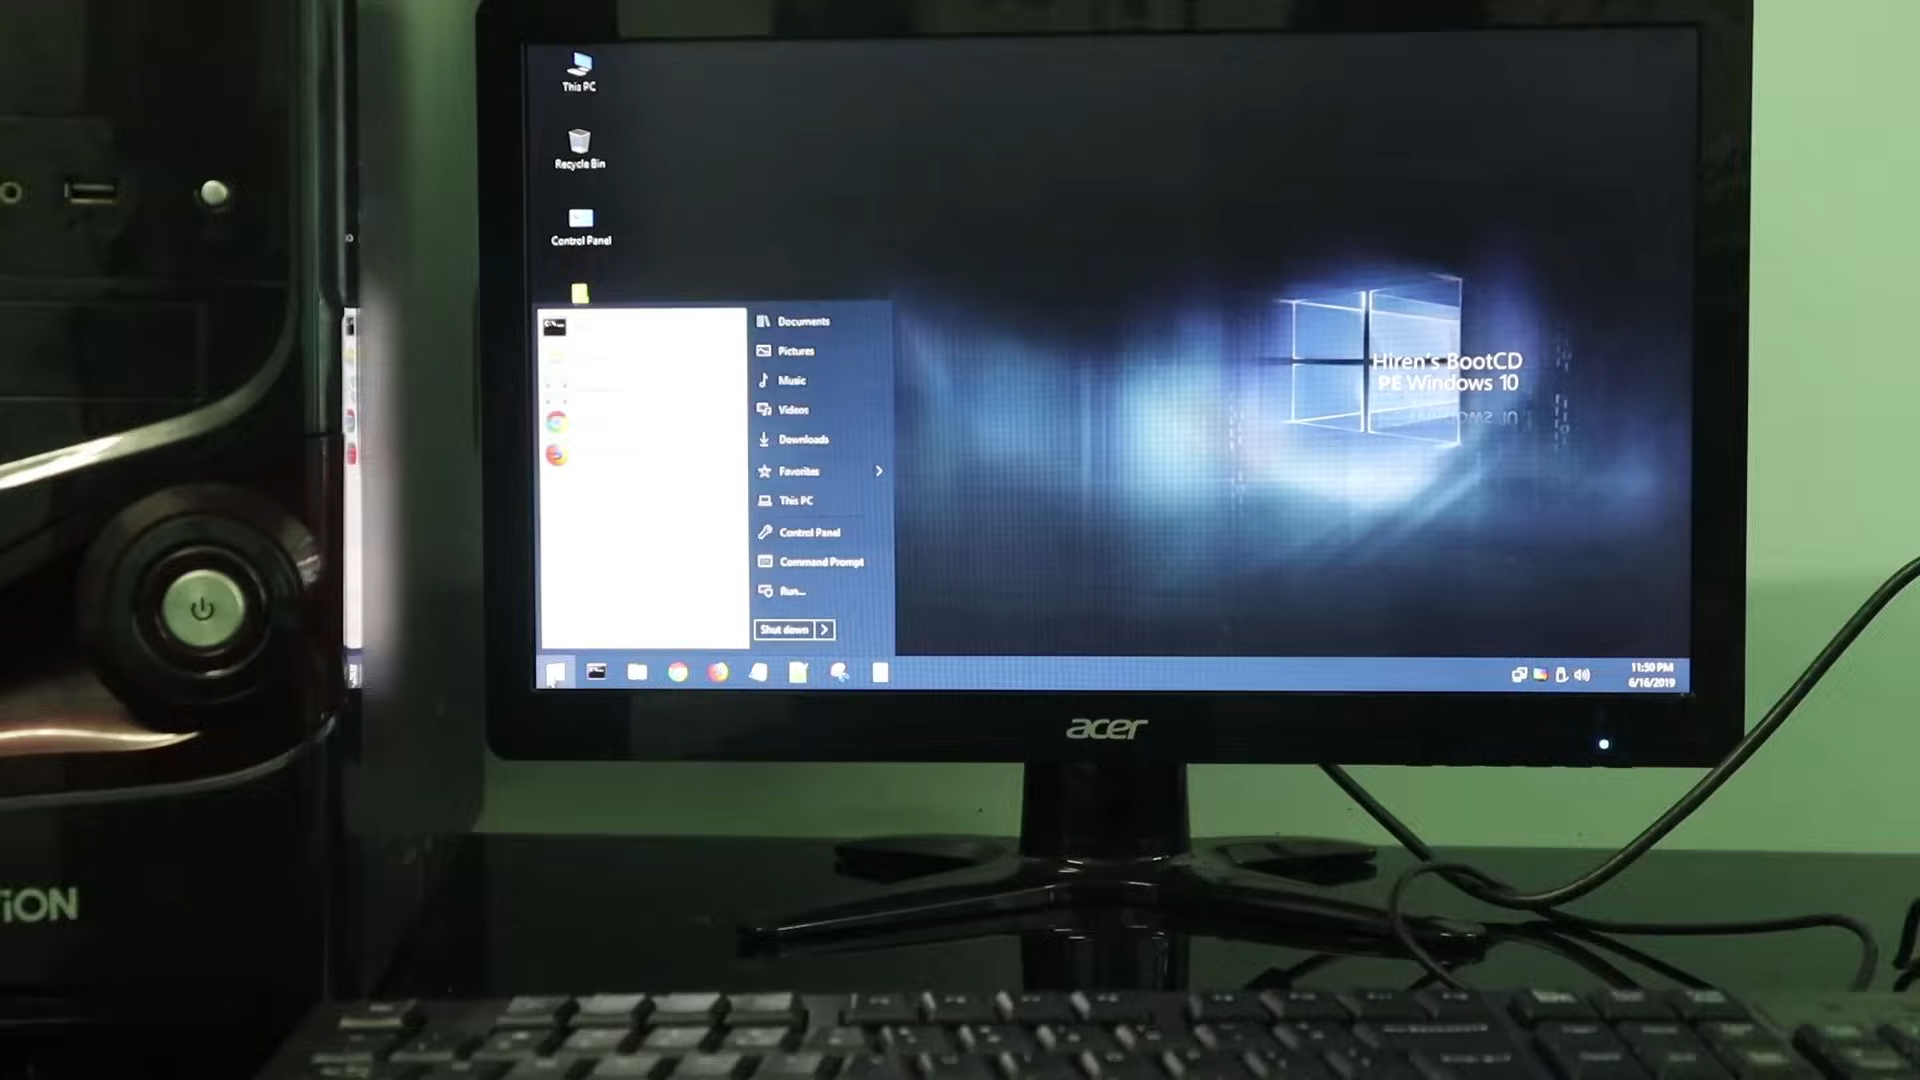 This PC
Recycle Bin
Control Panel
Documents
Pictures
Music
Videos
Downloads
Favorites
This PC
Control Panel
Command Prompt
Run...
Shut down
Hiren's BootCD
PE Windows 10
11:50 PM
6/16/2019
acer
iON